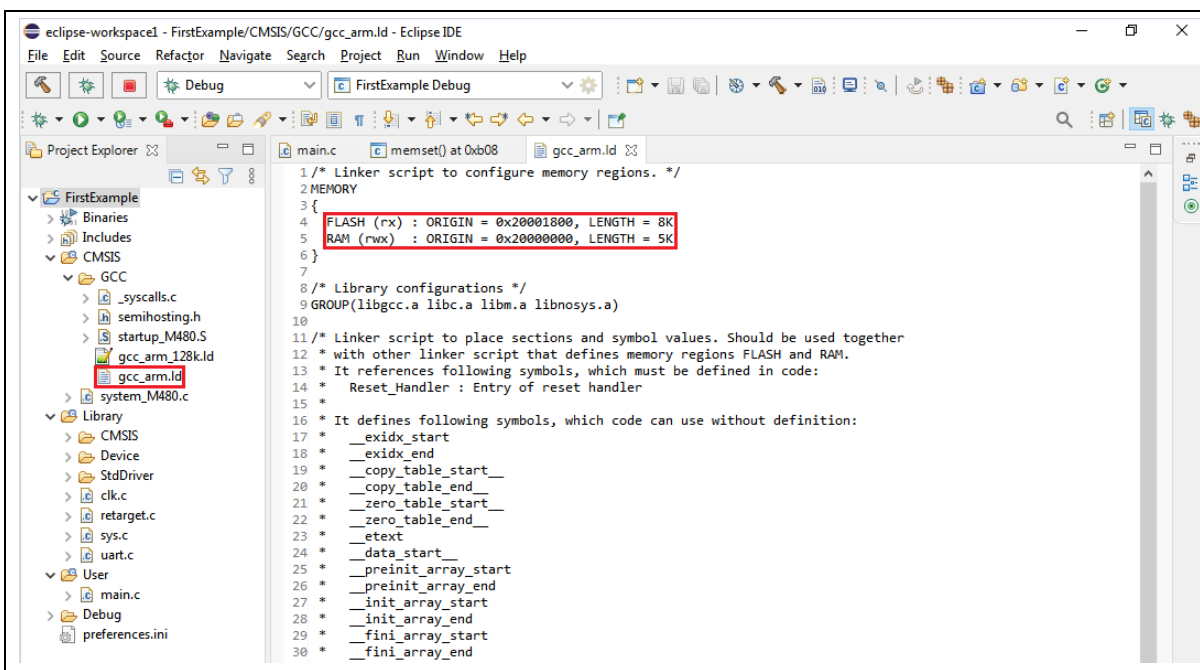 eclipse-workspace1 - FirstExample/CMSIS/GCC/gcc_arm.ld - Eclipse IDE
File Edit Source Refactor Navigate Search Project Run Window Help
Debug
FirstExample Debug
Project Explorer
main.c
memset() at 0xb08
gcc_arm.ld
FirstExample
Binaries
Includes
CMSIS
GCC
_syscalls.c
semihosting.h
startup_M480.S
gcc_arm_128k.ld
gcc_arm.ld
system_M480.c
Library
CMSIS
Device
StdDriver
clk.c
retarget.c
sys.c
uart.c
User
main.c
Debug
preferences.ini
1 /* Linker script to configure memory regions. */
2 MEMORY
3 {
4 FLASH (rx) : ORIGIN = 0x20001800, LENGTH = 8K
5 RAM (rwx)  : ORIGIN = 0x20000000, LENGTH = 5K
6 }
7
8 /* Library configurations */
9 GROUP(libgcc.a libc.a libm.a libnosys.a)
10
11 /* Linker script to place sections and symbol values. Should be used together
12 * with other linker script that defines memory regions FLASH and RAM.
13 * It references following symbols, which must be defined in code:
14 *   Reset_Handler : Entry of reset handler
15 *
16 * It defines following symbols, which code can use without definition:
17 *   __exidx_start
18 *   __exidx_end
19 *   __copy_table_start__
20 *   __copy_table_end__
21 *   __zero_table_start__
22 *   __zero_table_end__
23 *   __etext
24 *   __data_start__
25 *   __preinit_array_start
26 *   __preinit_array_end
27 *   __init_array_start
28 *   __init_array_end
29 *   __fini_array_start
30 *   __fini_array_end